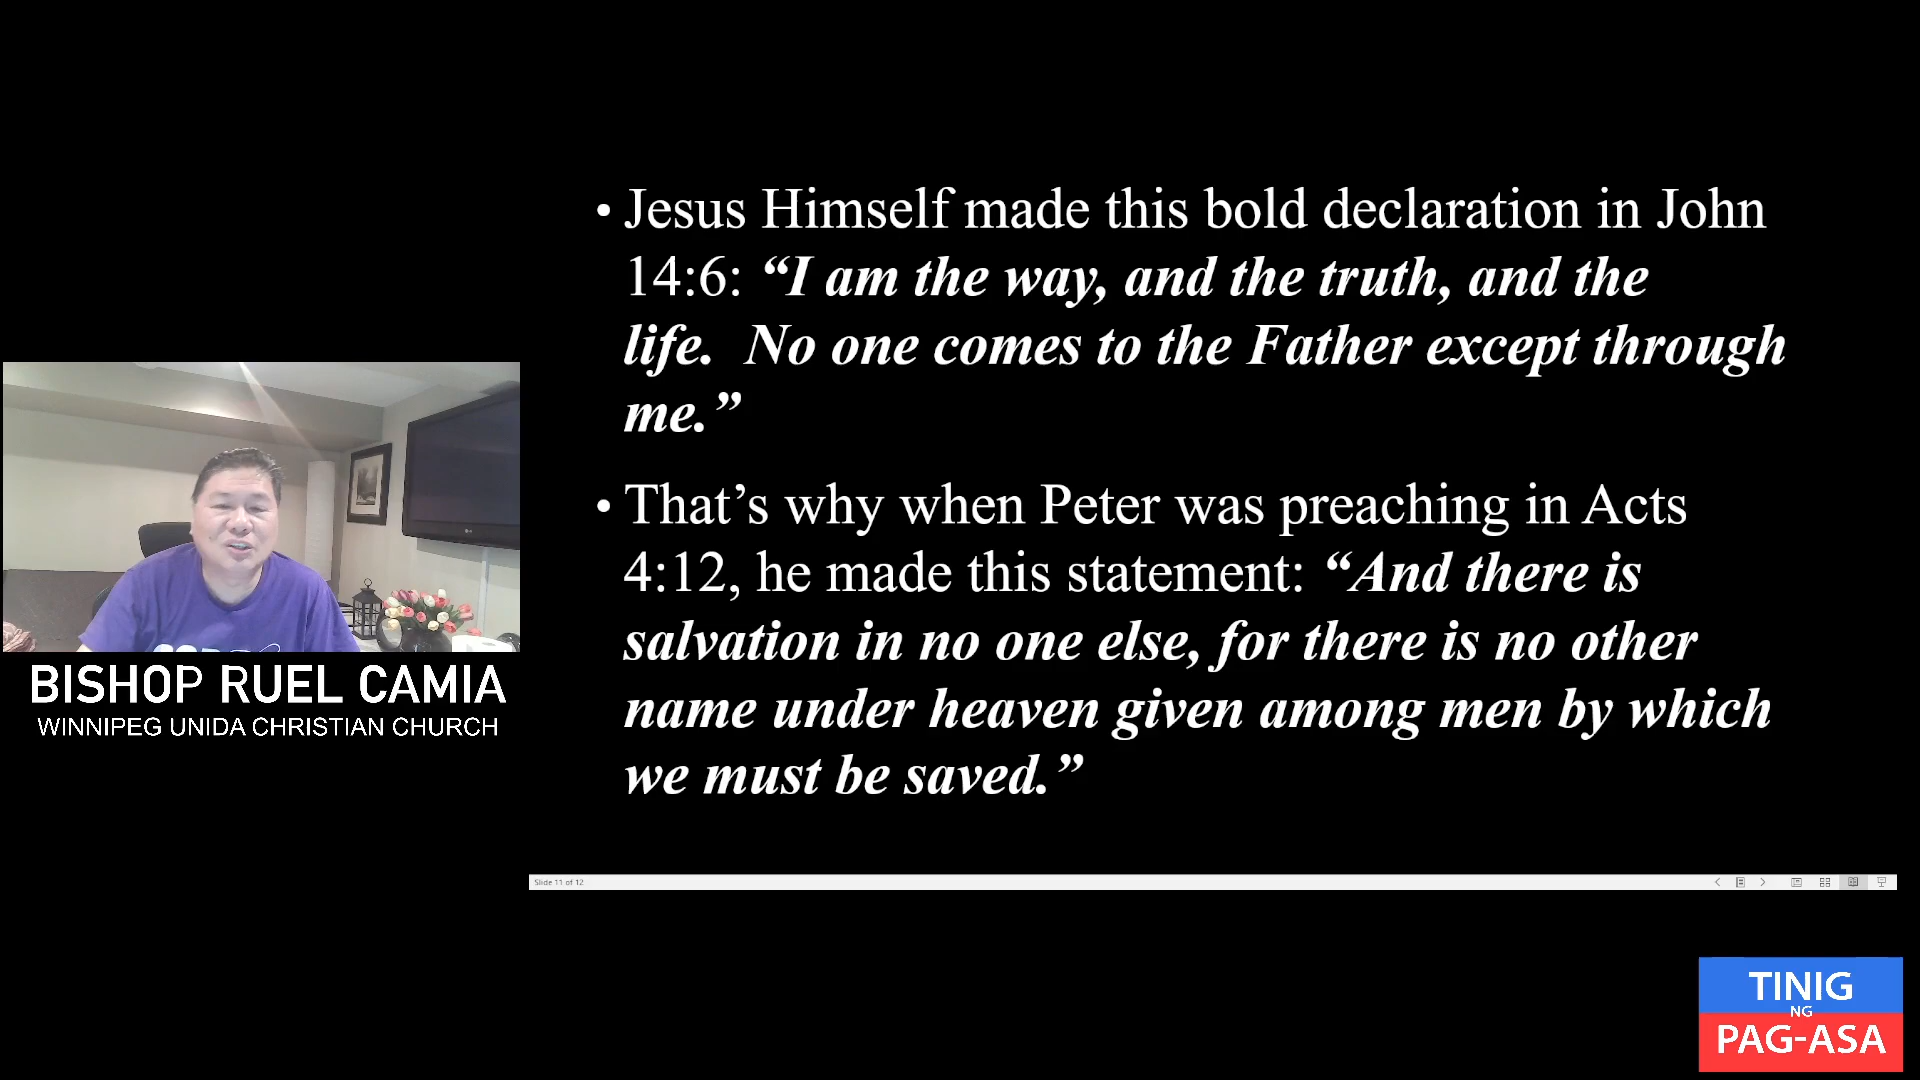 • Jesus Himself made this bold declaration in John
14:6: “I am the way, and the truth, and the
life.  No one comes to the Father except through
me.”
• That’s why when Peter was preaching in Acts
4:12, he made this statement: “And there is
salvation in no one else, for there is no other
name under heaven given among men by which
we must be saved.”
BISHOP RUEL CAMIA
WINNIPEG UNIDA CHRISTIAN CHURCH
Slide 11 of 12
TINIG
NG
PAG-ASA